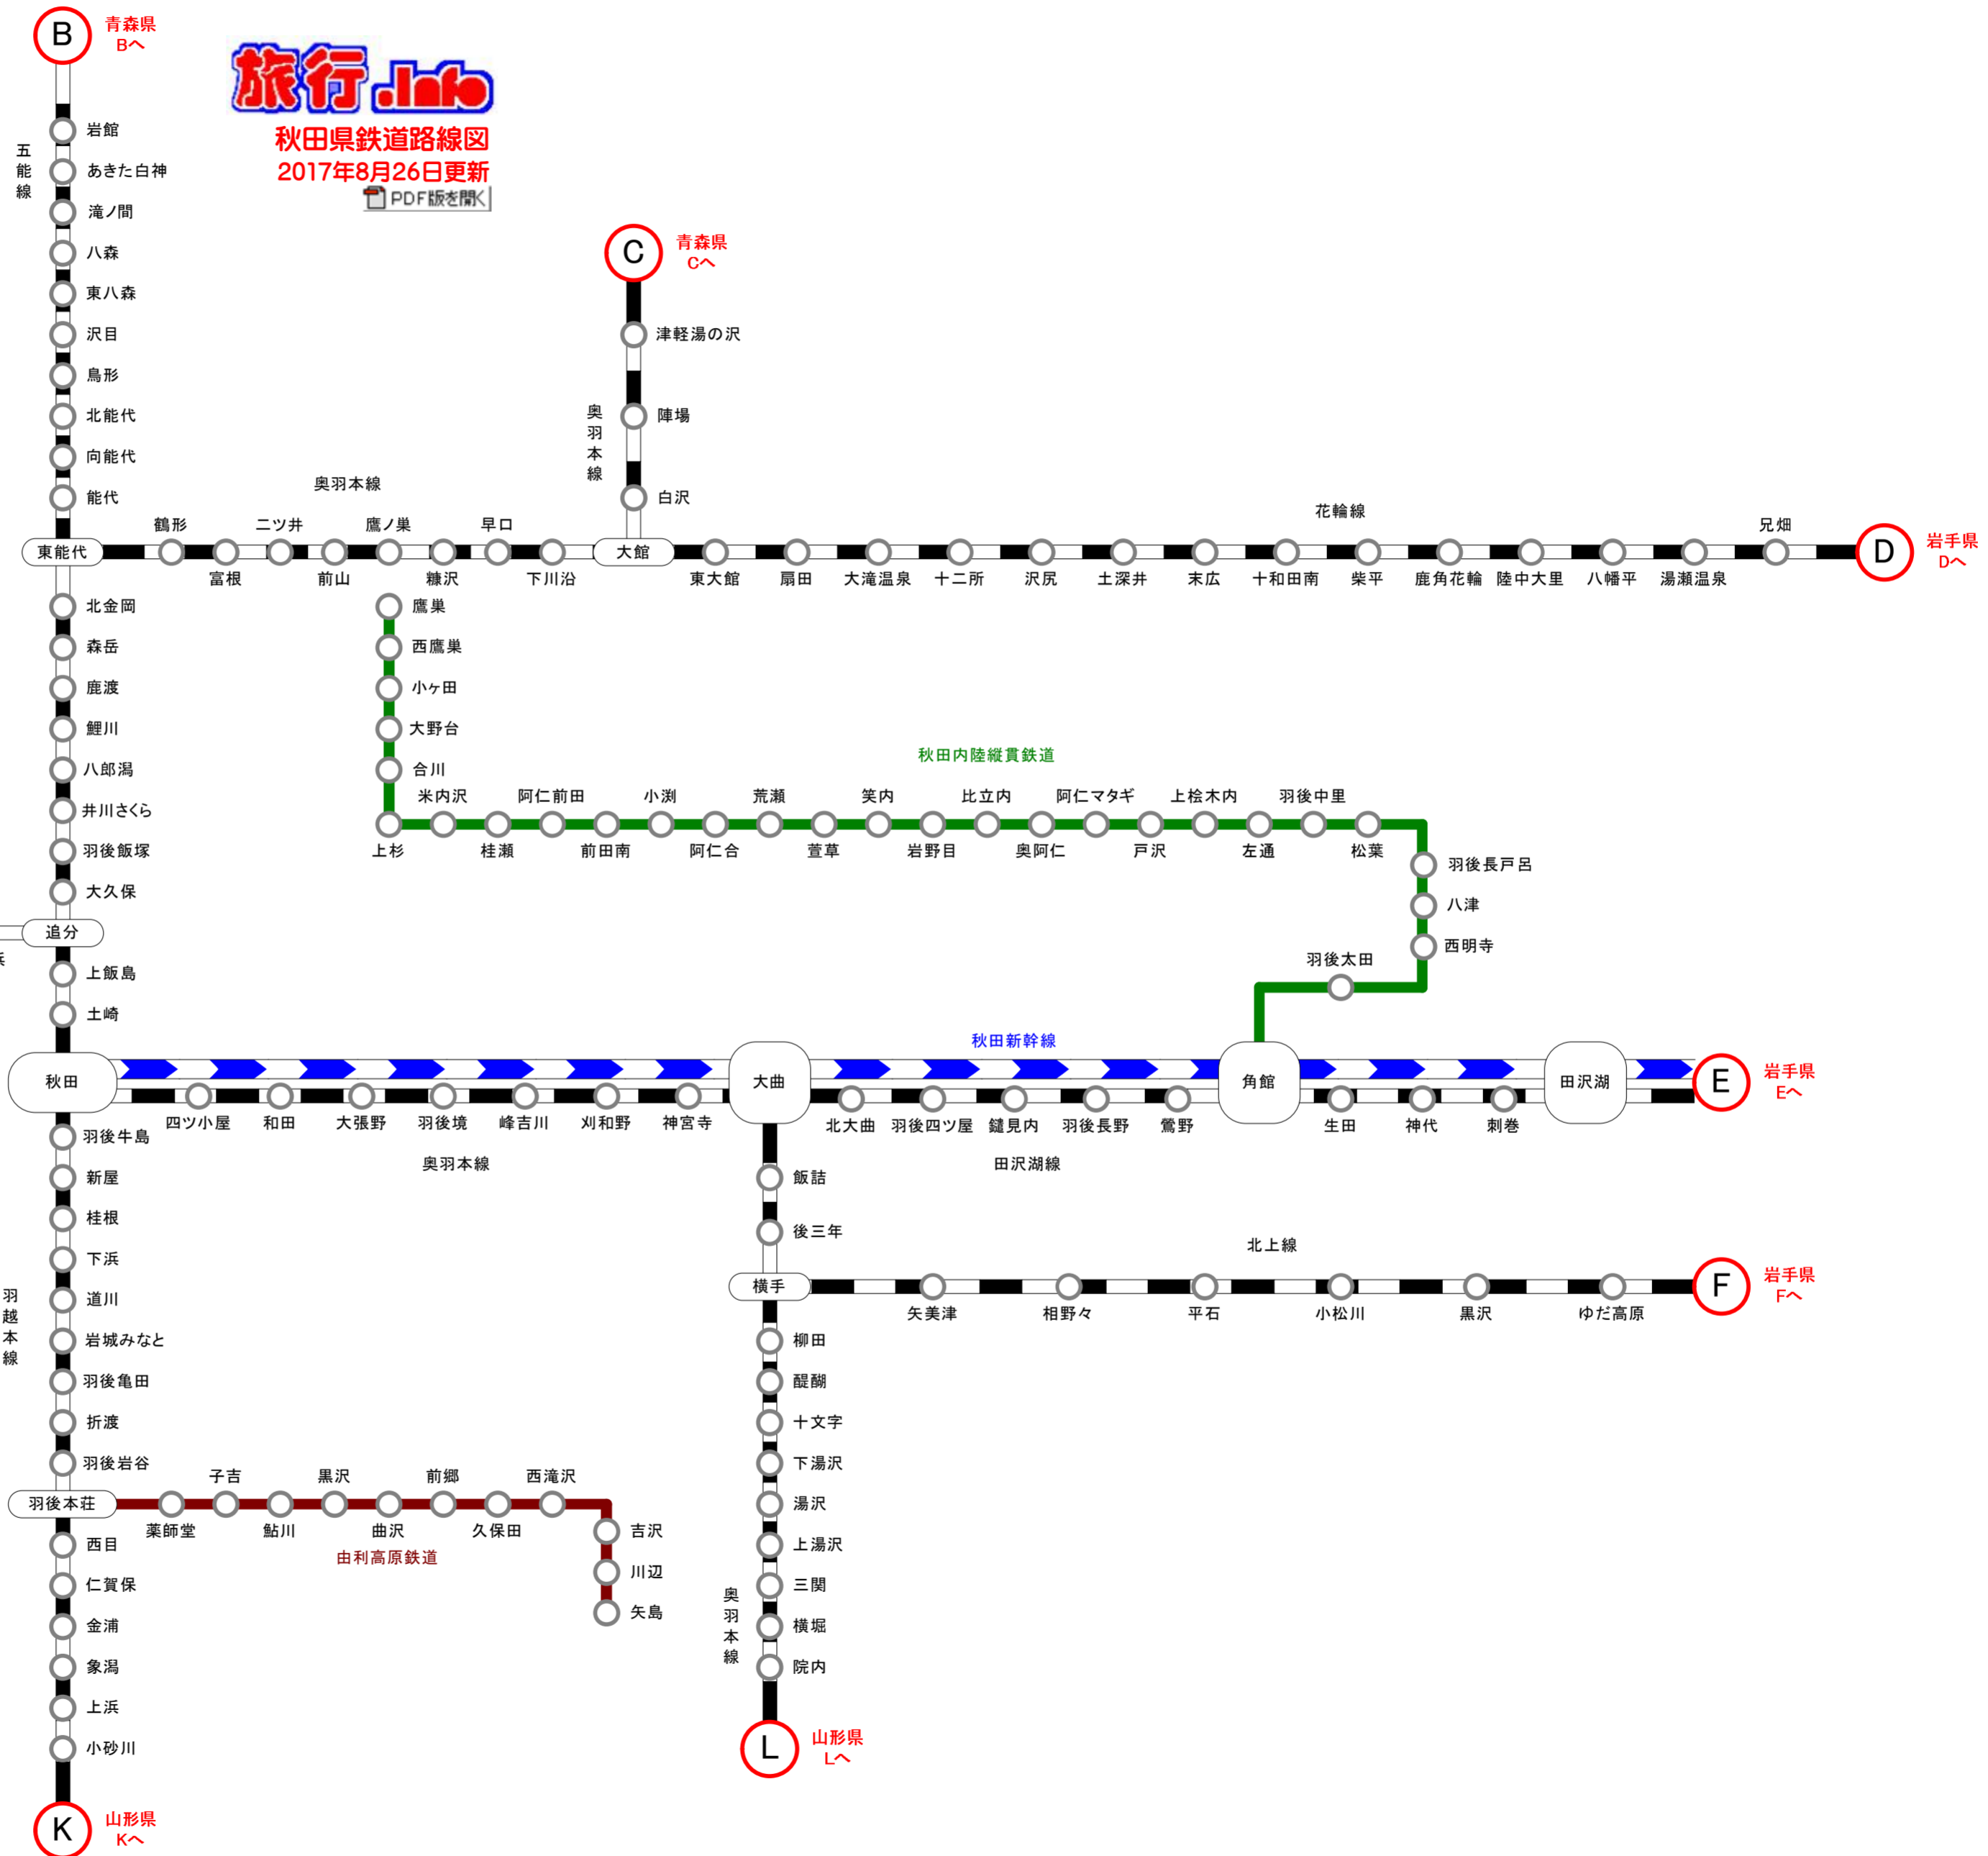 B
青森県
Bへ
旅行.Info
秋田県鉄道路線図
2017年8月26日更新
PDF版を開く
五能線
岩館
あきた白神
滝ノ間
八森
東八森
沢目
鳥形
北能代
向能代
能代
C
青森県
Cへ
津軽湯の沢
陣場
白沢
奥羽本線
奥羽本線
花輪線
鶴形
二ツ井
鷹ノ巣
早口
兄畑
東能代
大館
D
岩手県
Dへ
富根
前山
糠沢
下川沿
東大館
扇田
大滝温泉
十二所
沢尻
土深井
末広
十和田南
柴平
鹿角花輪
陸中大里
八幡平
湯瀬温泉
北金岡
森岳
鹿渡
鯉川
八郎潟
井川さくら
羽後飯塚
大久保
追分
浜
上飯島
土崎
鷹巣
西鷹巣
小ヶ田
大野台
合川
秋田内陸縦貫鉄道
米内沢
阿仁前田
小渕
荒瀬
笑内
比立内
阿仁マタギ
上桧木内
羽後中里
上杉
桂瀬
前田南
阿仁合
萱草
岩野目
奥阿仁
戸沢
左通
松葉
羽後長戸呂
八津
西明寺
羽後太田
秋田新幹線
秋田
大曲
角館
田沢湖
E
岩手県
Eへ
四ツ小屋
和田
大張野
羽後境
峰吉川
刈和野
神宮寺
北大曲
羽後四ツ屋
鑓見内
羽後長野
鶯野
生田
神代
刺巻
奥羽本線
田沢湖線
羽後牛島
新屋
桂根
下浜
道川
岩城みなと
羽後亀田
折渡
羽後岩谷
羽越本線
飯詰
後三年
北上線
横手
F
岩手県
Fへ
矢美津
相野々
平石
小松川
黒沢
ゆだ高原
柳田
醍醐
十文字
下湯沢
湯沢
上湯沢
三関
横堀
院内
奥羽本線
L
山形県
Lへ
子吉
黒沢
前郷
西滝沢
羽後本荘
薬師堂
鮎川
曲沢
久保田
吉沢
川辺
矢島
由利高原鉄道
西目
仁賀保
金浦
象潟
上浜
小砂川
K
山形県
Kへ